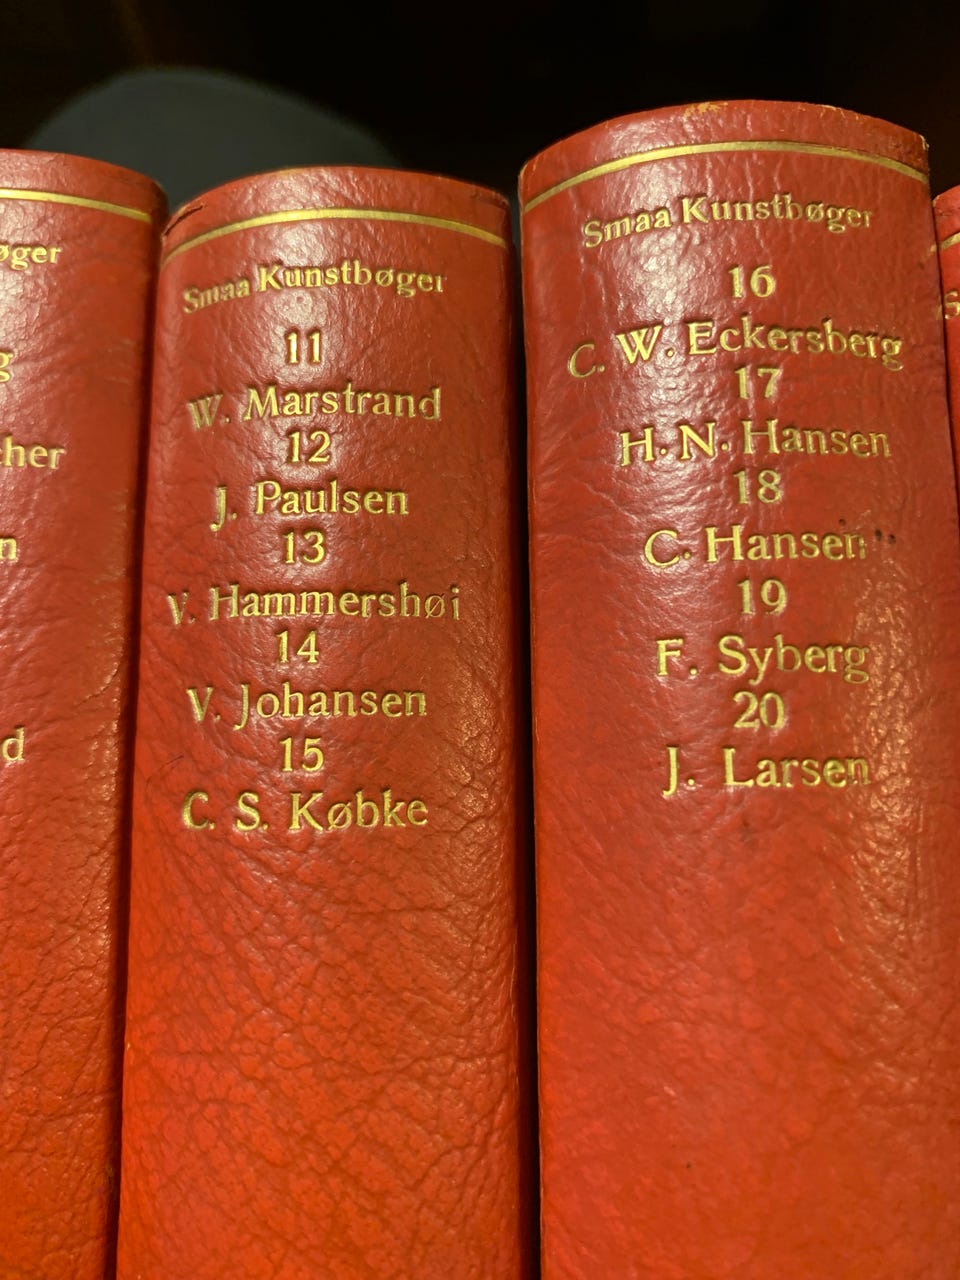 Smaa Kunstbøger
11
W. Marstrand
12
J. Paulsen
13
V. Hammershøi
14
V. Johansen
15
C. S. Købke
Smaa Kunstbøger
16
C. W. Eckersberg
17
H. N. Hansen
18
C. Hansen
19
F. Syberg
20
J. Larsen